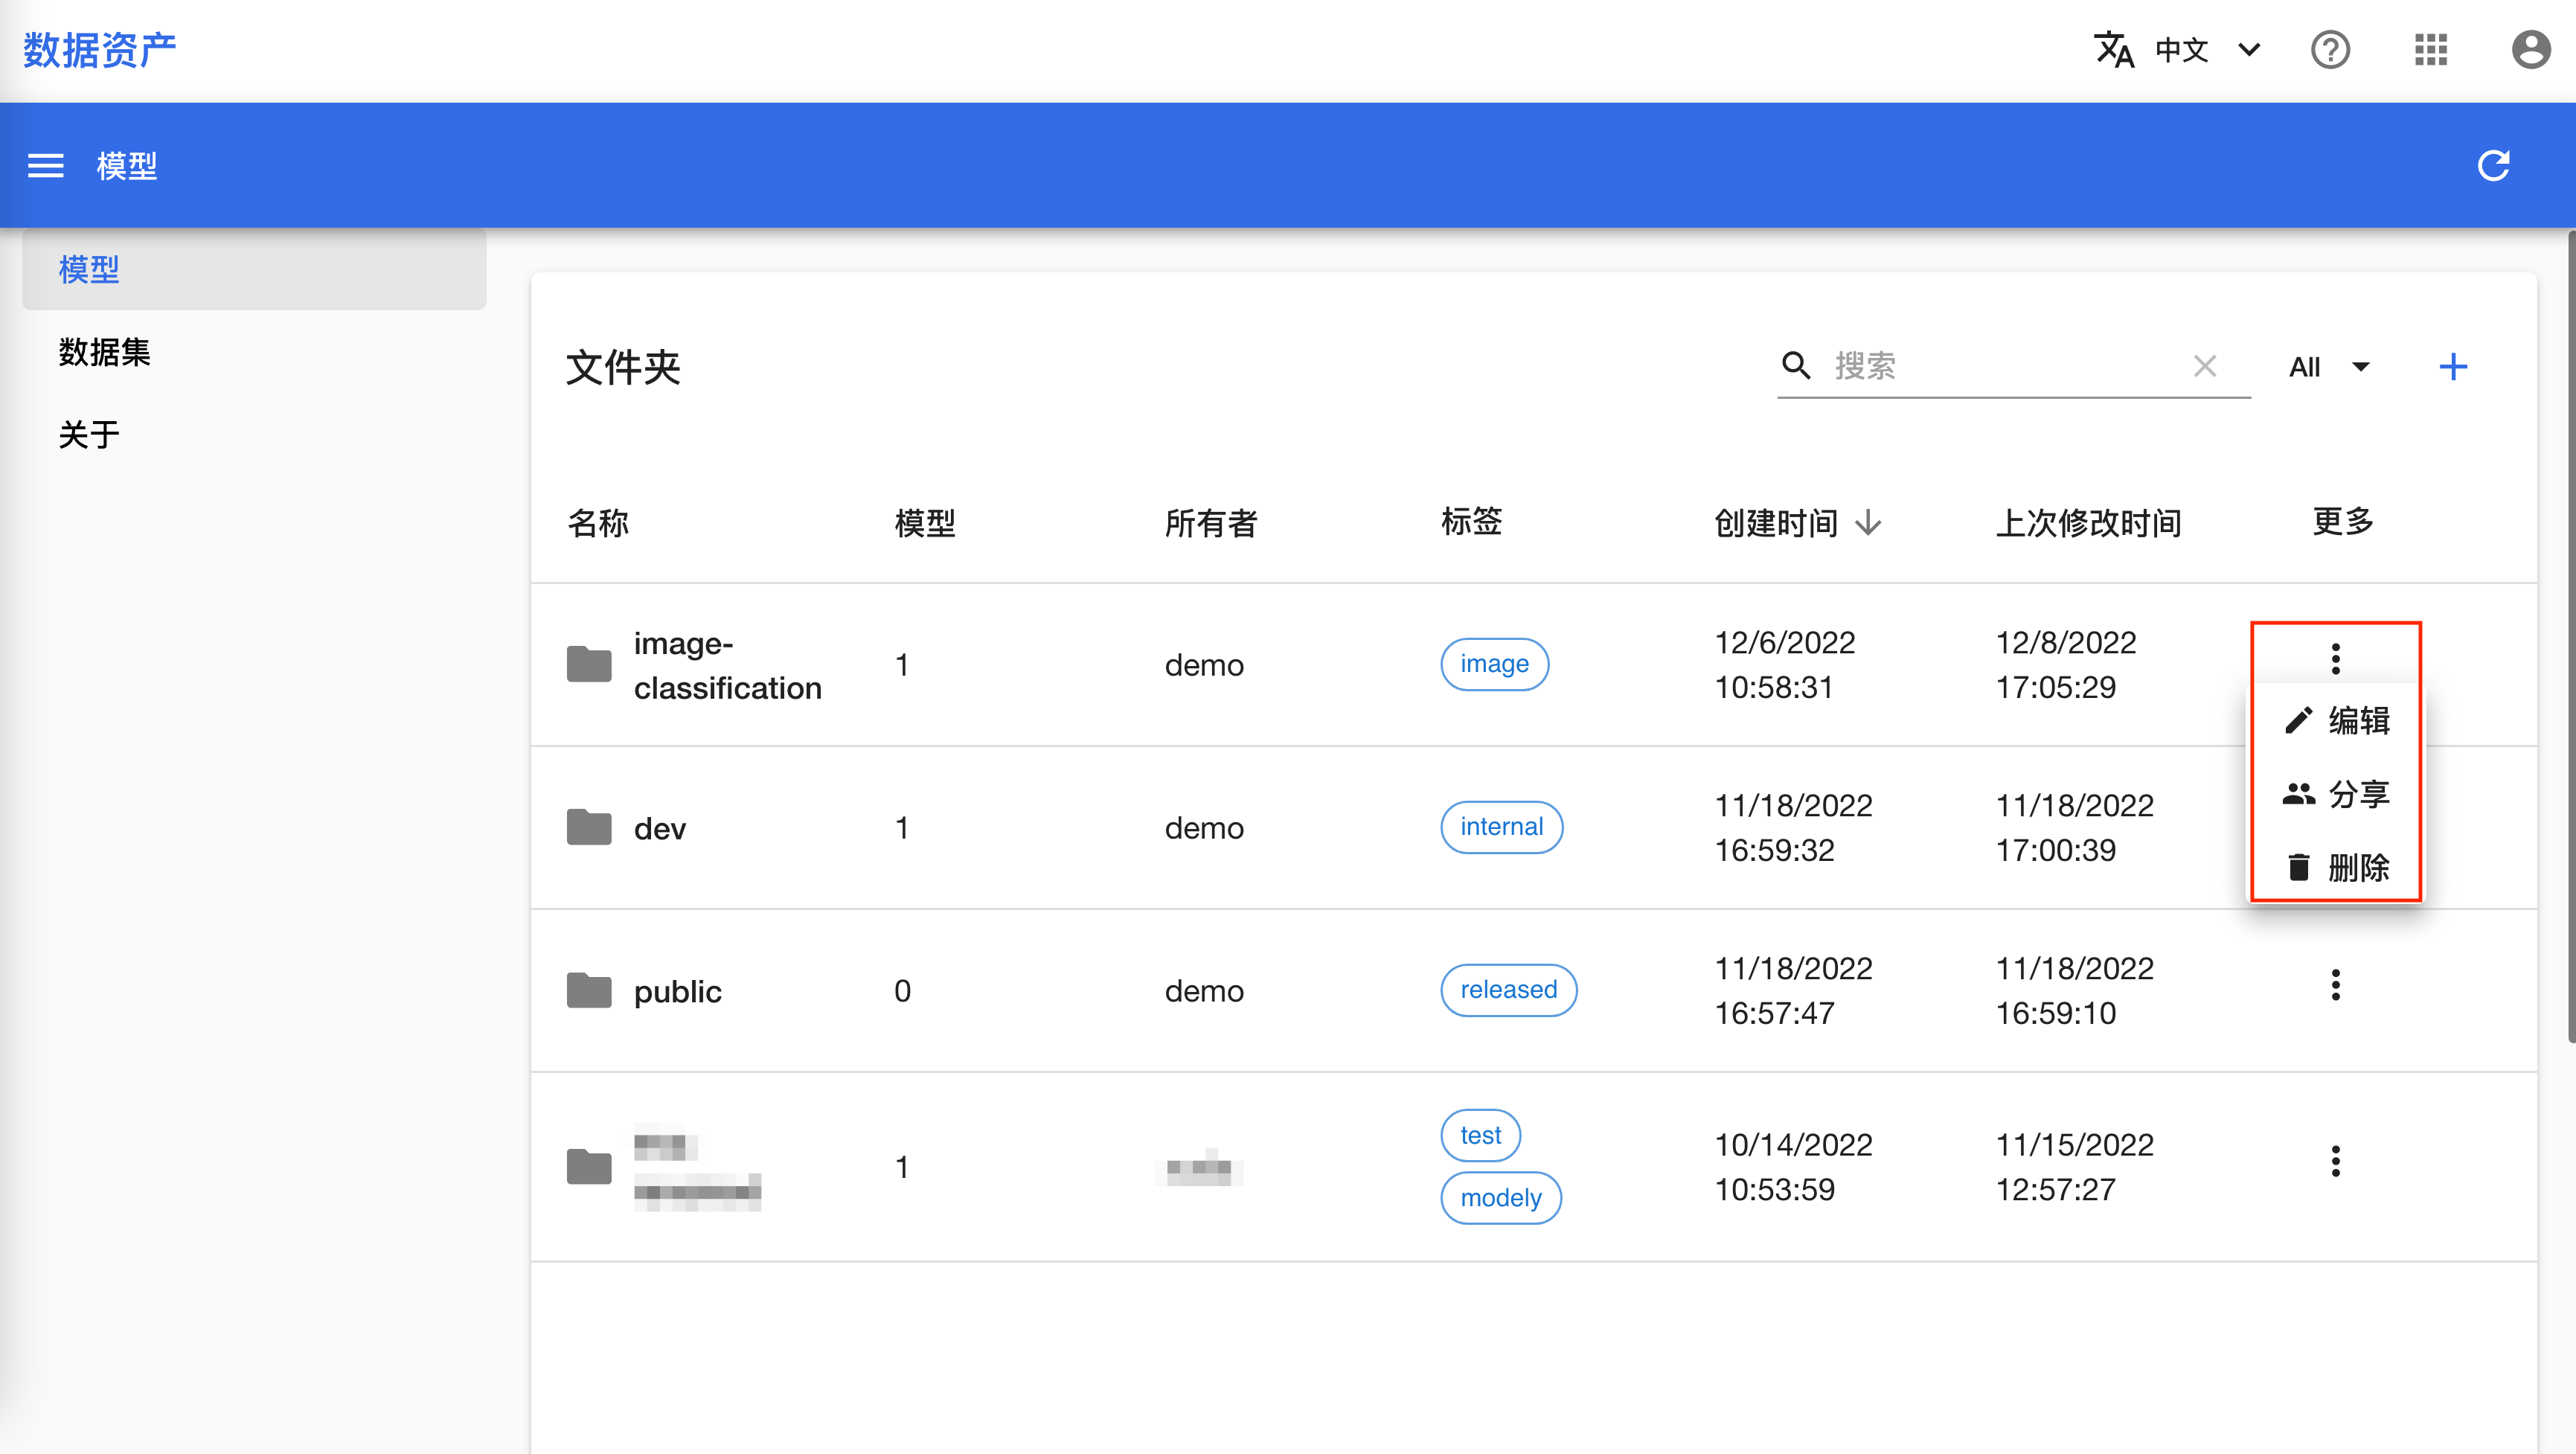 数据资产
中文
模型
模型
数据集
关于
文件夹
搜索
All
名称
模型
所有者
标签
创建时间
上次修改时间
更多
image-
classification
1
demo
image
12/6/2022
10:58:31
12/8/2022
17:05:29
编辑
分享
删除
dev
1
demo
internal
11/18/2022
16:59:32
11/18/2022
17:00:39
public
0
demo
released
11/18/2022
16:57:47
11/18/2022
16:59:10
1
test
modely
10/14/2022
10:53:59
11/15/2022
12:57:27